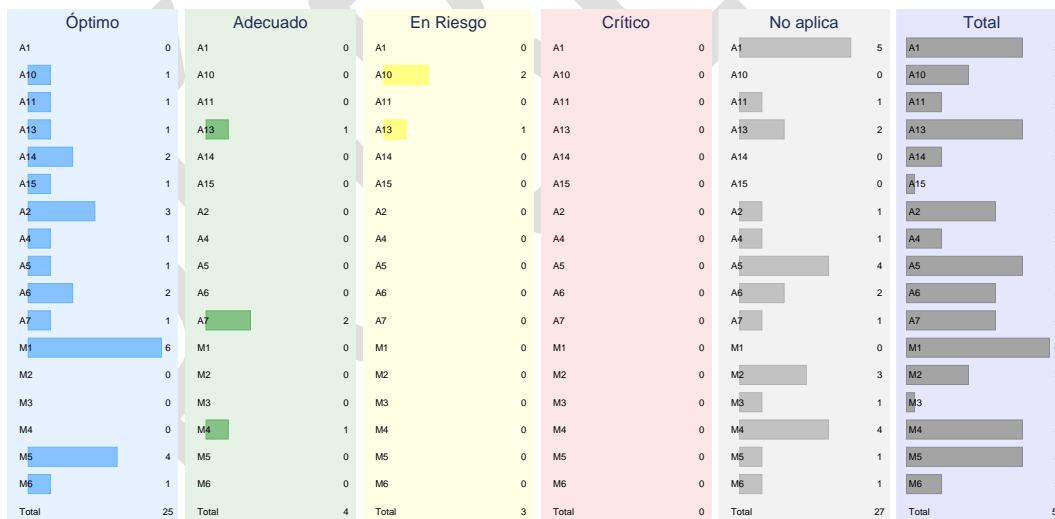 Óptimo Adecuado En Riesgo Crítico No aplica Total
A1 0 A1 0 A1 0 A1 0 A1 5 A1
A10 1 A10 0 A10 2 A10 0 A10 0 A10
A11 1 A11 0 A11 0 A11 0 A11 1 A11
A13 1 A13 1 A13 1 A13 0 A13 2 A13
A14 2 A14 0 A14 0 A14 0 A14 0 A14
A15 1 A15 0 A15 0 A15 0 A15 0 A15
A2 3 A2 0 A2 0 A2 0 A2 1 A2
A4 1 A4 0 A4 0 A4 0 A4 1 A4
A5 1 A5 0 A5 0 A5 0 A5 4 A5
A6 2 A6 0 A6 0 A6 0 A6 2 A6
A7 1 A7 2 A7 0 A7 0 A7 1 A7
M1 6 M1 0 M1 0 M1 0 M1 0 M1
M2 0 M2 0 M2 0 M2 0 M2 3 M2
M3 0 M3 0 M3 0 M3 0 M3 1 M3
M4 0 M4 1 M4 0 M4 0 M4 4 M4
M5 4 M5 0 M5 0 M5 0 M5 1 M5
M6 1 M6 0 M6 0 M6 0 M6 1 M6
Total 25 Total 4 Total 3 Total 0 Total 27 Total